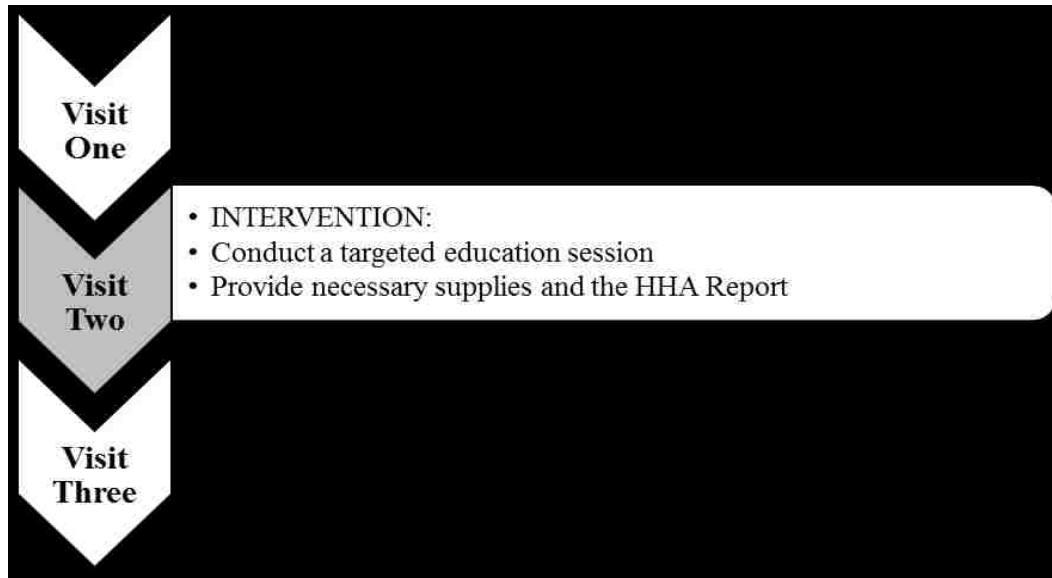 Visit
One
• INTERVENTION:
• Conduct a targeted education session
• Provide necessary supplies and the HHA Report
Visit
Two
Visit
Three